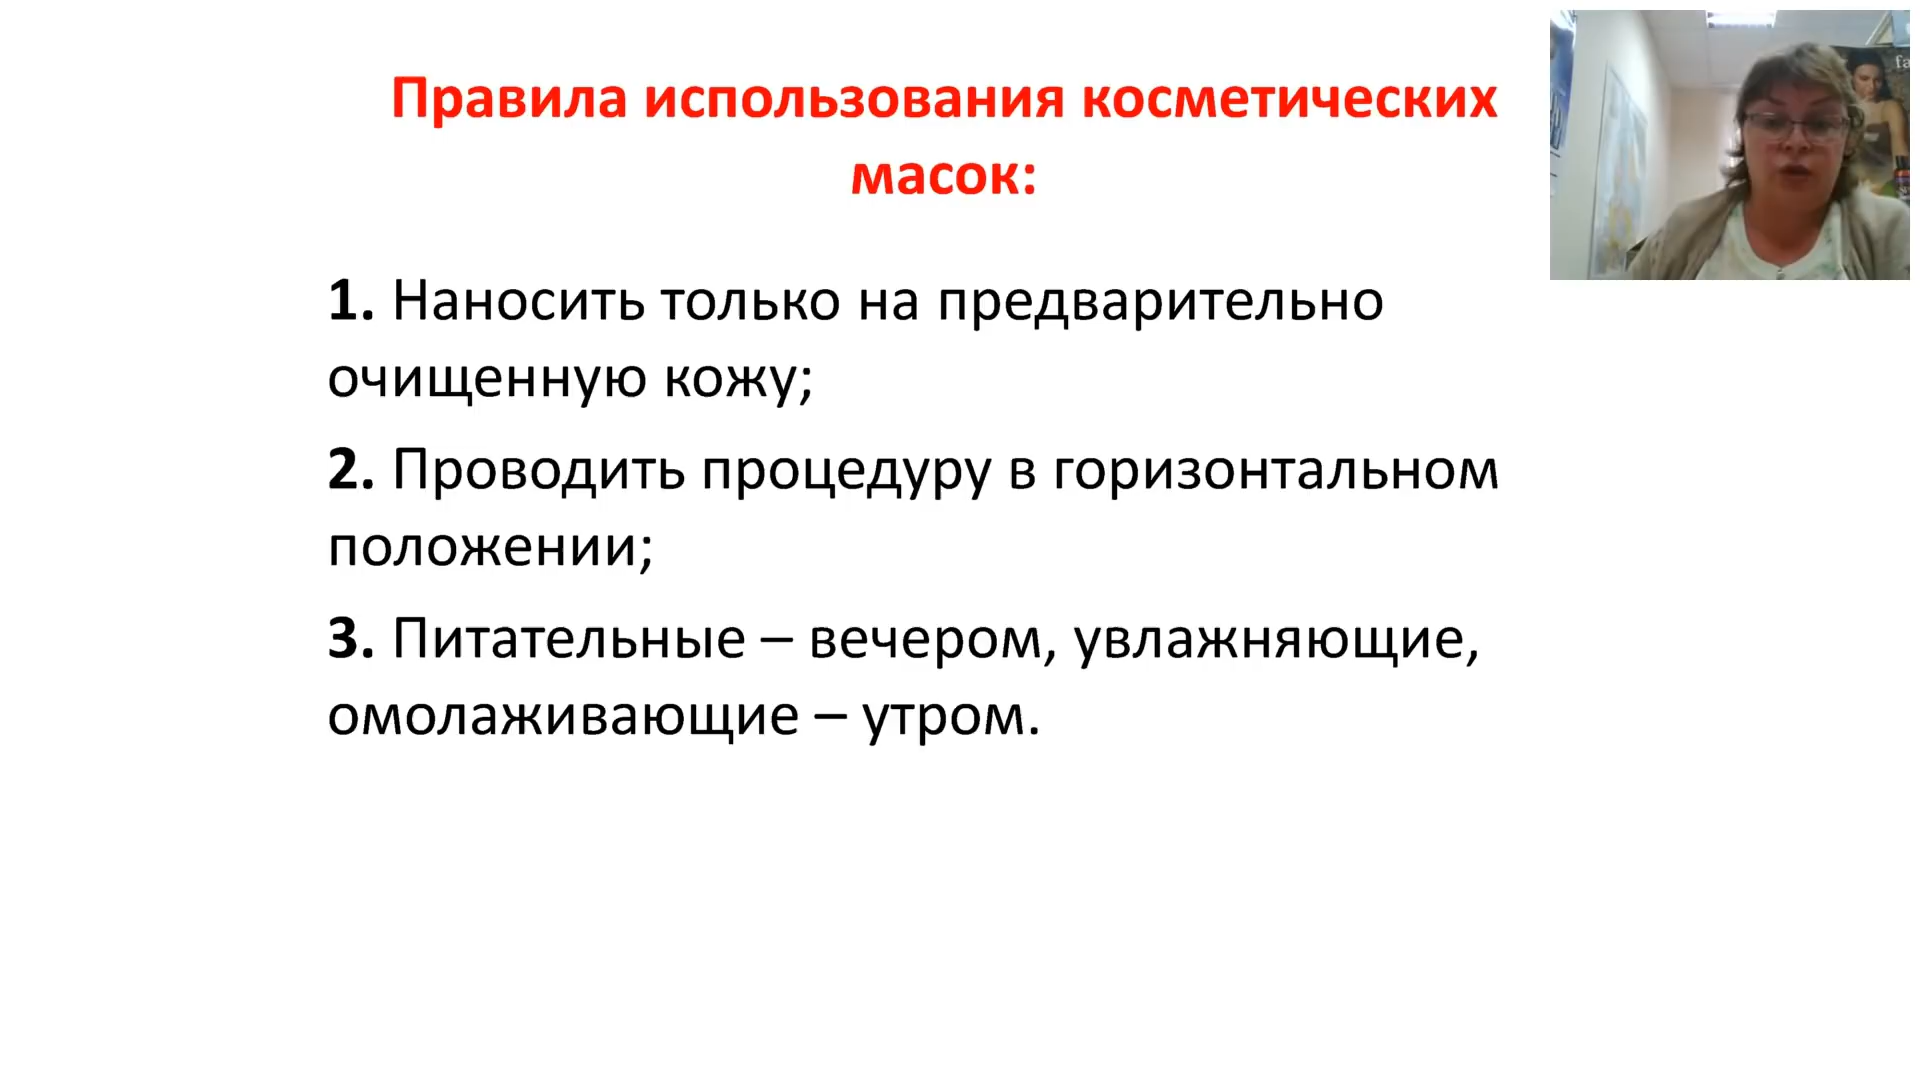 Правила использования косметических
масок:
1. Наносить только на предварительно
очищенную кожу;
2. Проводить процедуру в горизонтальном
положении;
3. Питательные – вечером, увлажняющие,
омолаживающие – утром.